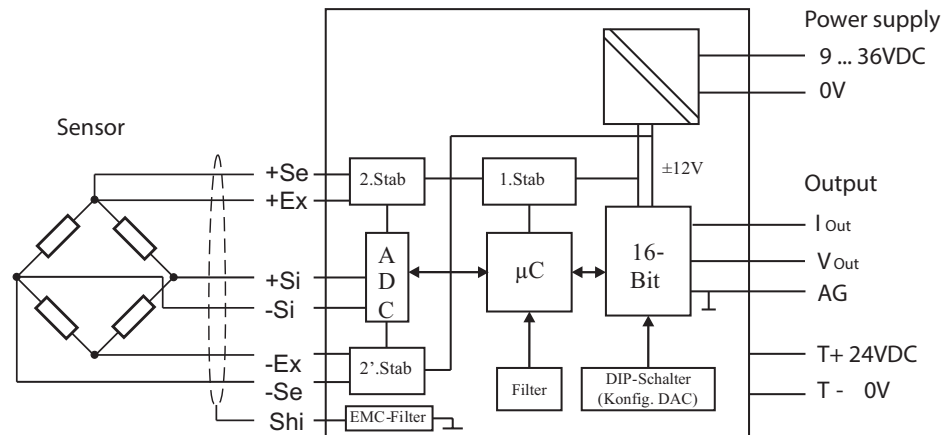 Power supply
9 ... 36VDC
0V
Sensor
+Se
+Ex
+Si
-Si
-Ex
-Se
Shi
2.Stab
1.Stab
±12V
A
D
C
µC
16-
Bit
2'.Stab
Filter
DIP-Schalter
(Konfig. DAC)
EMC-Filter
Output
I Out
V Out
AG
T+ 24VDC
T - 0V